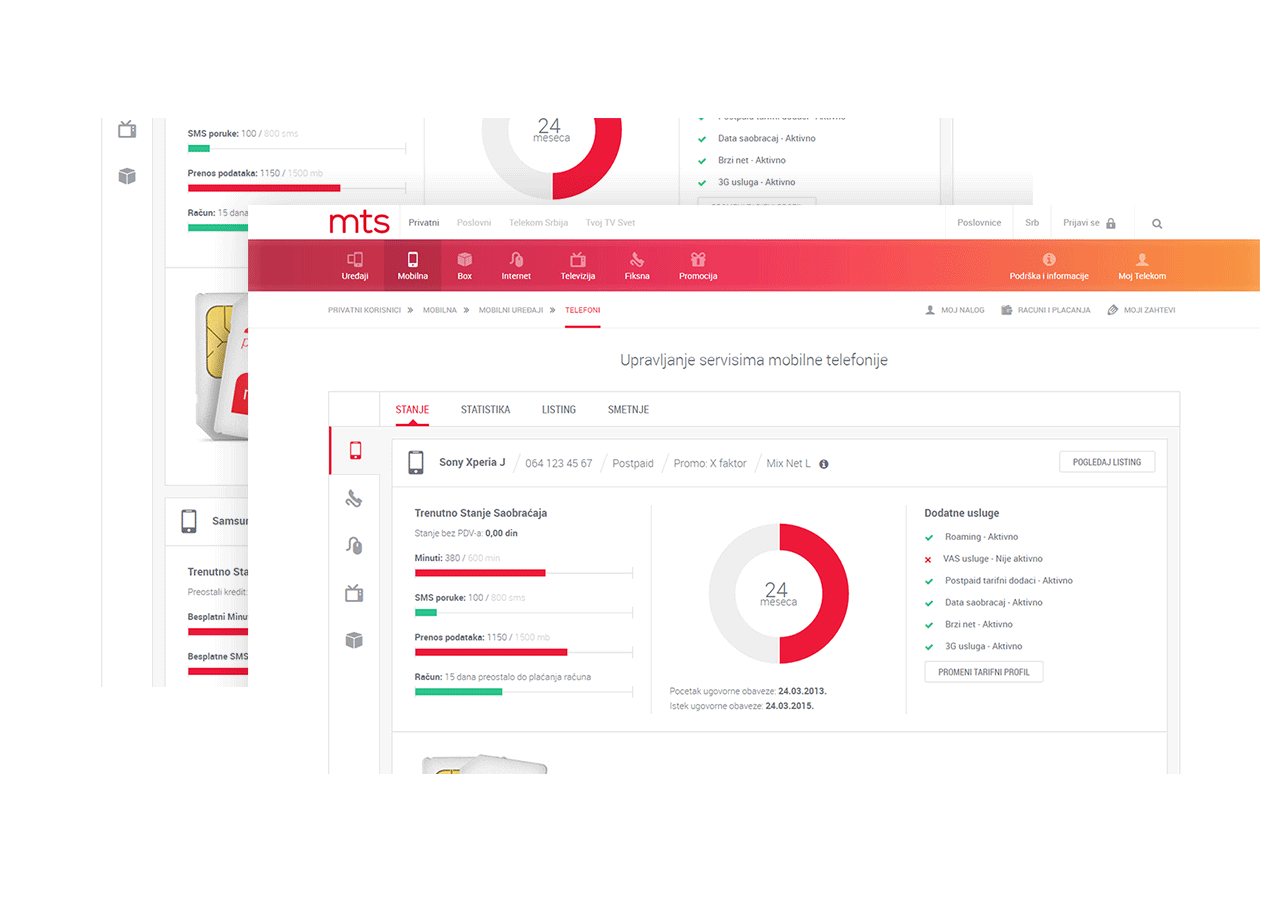 24
meseca
SMS poruke: 100 / 800 sms
Data saobracaj - Aktivno
Brzi net - Aktivno
Prenos podataka: 1150 / 1500 mb
3G usluga - Aktivno
Račun: 15 dana
mts
Privatni
Poslovni
Telekom Srbija
Tvoj TV Svet
Poslovnice
Srb
Prijavi se
Uređaji
Mobilna
Box
Internet
Televizija
Fiksna
Promocija
Podrška i informacije
Moj Telekom
PRIVATNI KORISNICI » MOBILNA » MOBILNI UREĐAJI » TELEFONI
MOJ NALOG
RACUNI I PLACANJA
MOJI ZAHTEVI
Upravljanje servisima mobilne telefonije
STANJE
STATISTIKA
LISTING
SMETNJE
Sony Xperia J / 064 123 45 67 / Postpaid / Promo: X faktor / Mix Net L
POGLEDAJ LISTING
Trenutno Stanje Saobraćaja
Stanje bez PDV-a: 0,00 din
Minuti: 380 / 600 min
SMS poruke: 100 / 800 sms
Prenos podataka: 1150 / 1500 mb
Račun: 15 dana preostalo do plaćanja računa
24
meseca
Pocetak ugovorne obaveze: 24.03.2013.
Istek ugovorne obaveze: 24.03.2015.
Dodatne usluge
Roaming - Aktivno
VAS usluge - Nije aktivno
Postpaid tarifni dodaci - Aktivno
Data saobracaj - Aktivno
Brzi net - Aktivno
3G usluga - Aktivno
PROMENI TARIFNI PROFIL
Trenutno
Preostali kredit:
Besplatni
Besplatne SMS